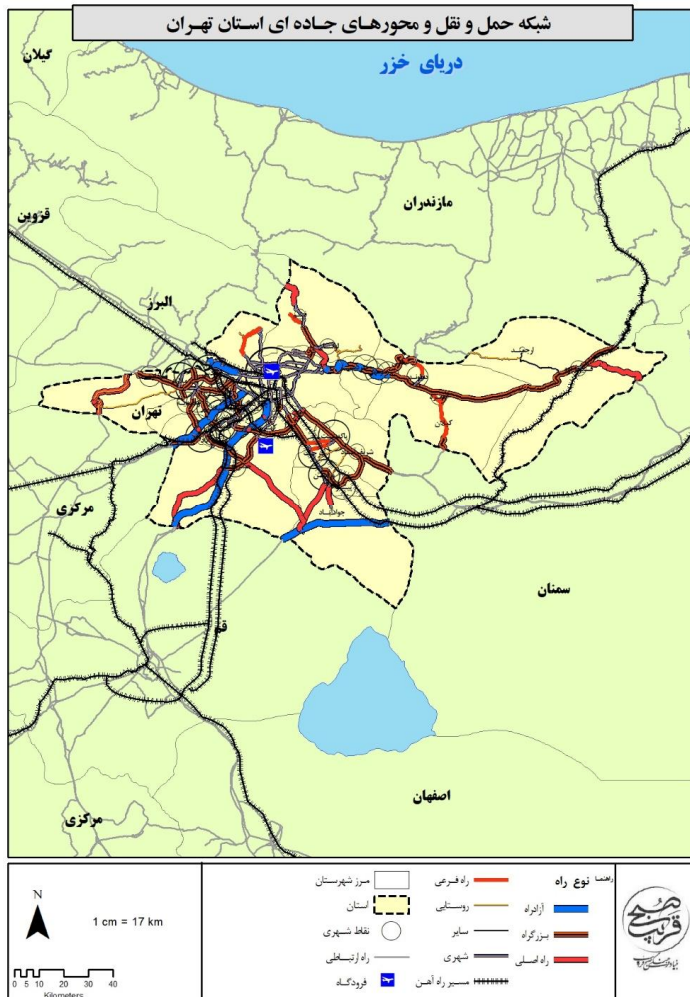 شبکه حمل و نقل و محورهای جاده ای استان تهران
گیلان
دریای خزر
مازندران
قزوین
البرز
ارجمند
تهران
جوادآباد
مرکزی
سمنان
قم
اصفهان
مرکزی
N
1 cm = 17 km
0 5 10 20 30 40
Kilometers
راهنما
نوع راه
آزادراه
بزرگراه
راه اصلی
راه فرعی
روستایی
سایر
شهری
مسیر راه آهن
مرز شهرستان
استان
نقاط شهری
راه ارتباطی
فرودگاه